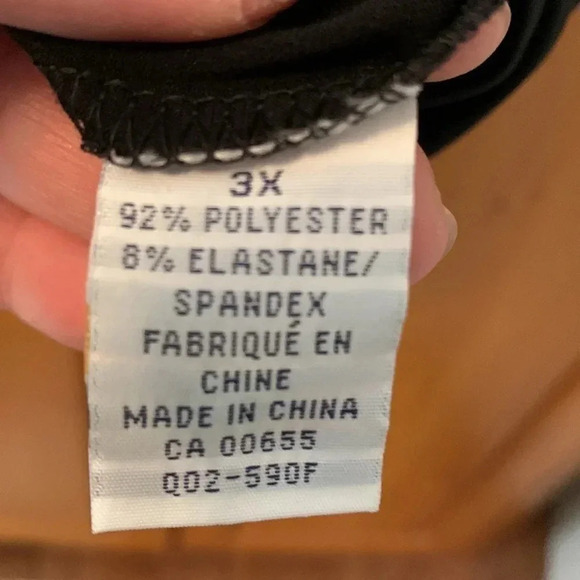 3X
92% POLYESTER
8% ELASTANE/
SPANDEX
FABRIQUÉ EN
CHINE
MADE IN CHINA
CA 00655
Q02-590F